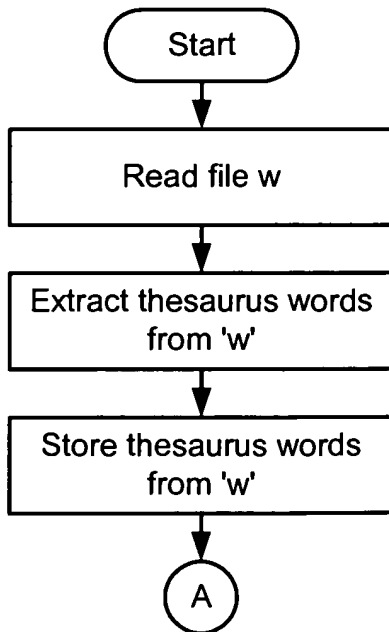 Start
Read file w
Extract thesaurus words
from 'w'
Store thesaurus words
from 'w'
A